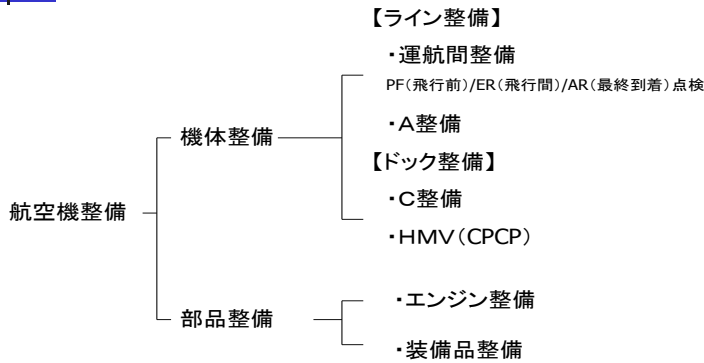 【ライン整備】
・運航間整備
PF(飛行前)/ER(飛行間)/AR(最終到着)点検
・A整備
機体整備
【ドック整備】
・C整備
航空機整備
・HMV(CPCP)
・エンジン整備
部品整備
・装備品整備